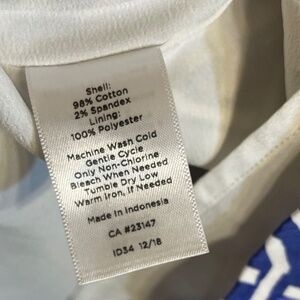 Shell:
98% Cotton
2% Spandex
Lining:
100% Polyester
Machine Wash Cold
Gentle Cycle
Only Non-Chlorine
Bleach When Needed
Tumble Dry Low
Warm Iron, If Needed
Made in Indonesia
CA #23147
ID34 12/18